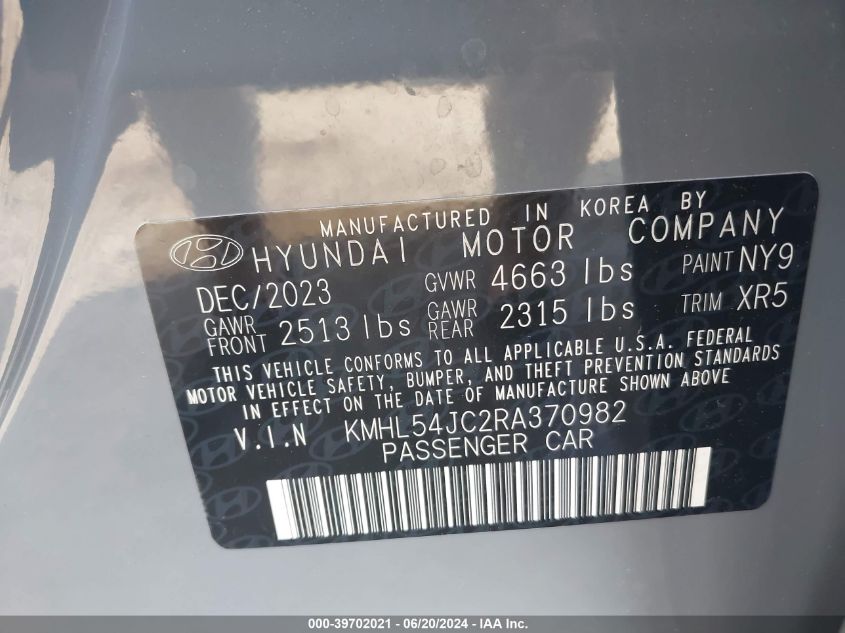 MANUFACTURED IN KOREA BY
HYUNDAI MOTOR COMPANY
DEC/2023 GVWR 4663 lbs PAINT NY9
GAWR FRONT 2513 lbs GAWR REAR 2315 lbs TRIM XR5
THIS VEHICLE CONFORMS TO ALL APPLICABLE U.S.A. FEDERAL
MOTOR VEHICLE SAFETY, BUMPER, AND THEFT PREVENTION STANDARDS
IN EFFECT ON THE DATE OF MANUFACTURE SHOWN ABOVE
V.I.N KMHL54JC2RA370982
PASSENGER CAR
000-39702021 - 06/20/2024 - IAA Inc.